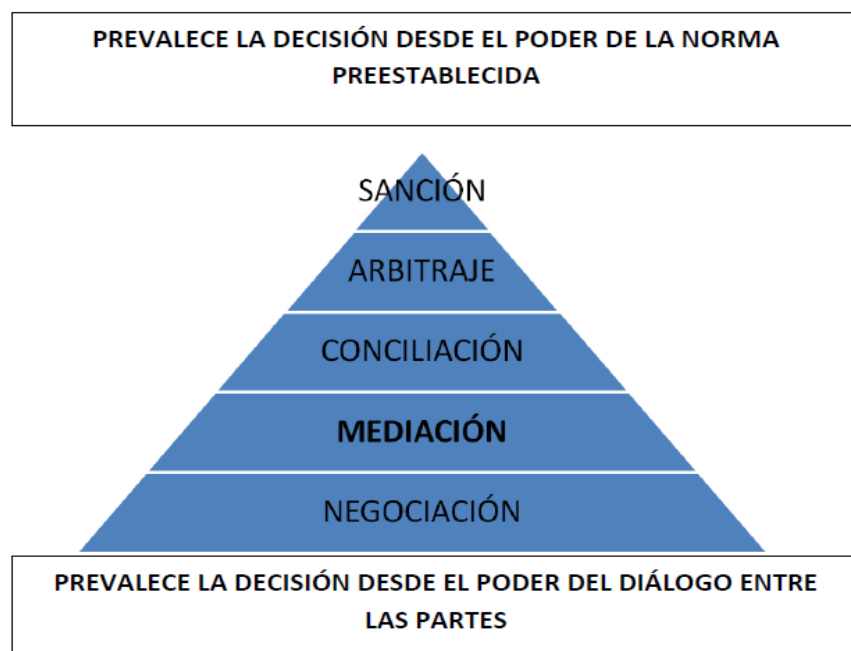 PREVALECE LA DECISIÓN DESDE EL PODER DE LA NORMA
PREESTABLECIDA
SANCIÓN
ARBITRAJE
CONCILIACIÓN
MEDIACIÓN
NEGOCIACIÓN
PREVALECE LA DECISIÓN DESDE EL PODER DEL DIÁLOGO ENTRE
LAS PARTES